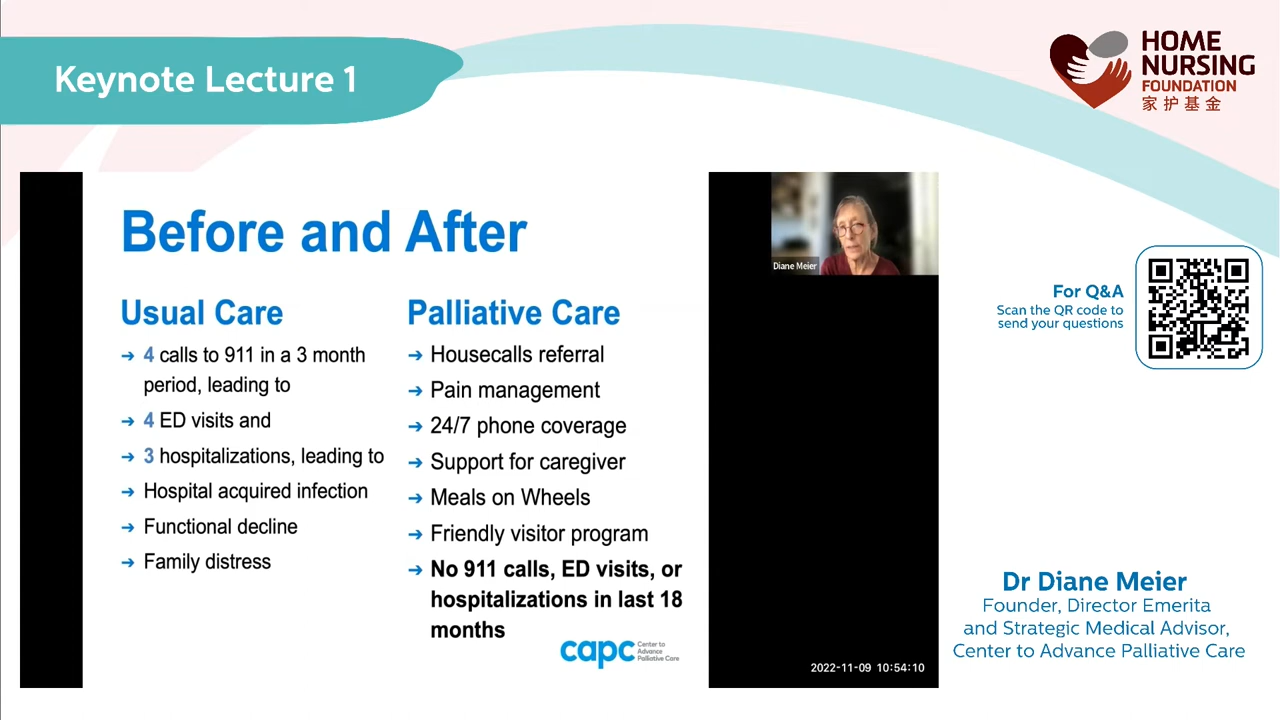 Keynote Lecture 1
HOME
NURSING
FOUNDATION
家护基金
Before and After
Usual Care
→ 4 calls to 911 in a 3 month
period, leading to
→ 4 ED visits and
→ 3 hospitalizations, leading to
→ Hospital acquired infection
→ Functional decline
→ Family distress
Palliative Care
→ Housecalls referral
→ Pain management
→ 24/7 phone coverage
→ Support for caregiver
→ Meals on Wheels
→ Friendly visitor program
→ No 911 calls, ED visits, or
hospitalizations in last 18
months
capc Center to
Advance
Palliative Care
Diane Meier
2022-11-09 10:54:10
For Q&A
Scan the QR code to
send your questions
Dr Diane Meier
Founder, Director Emerita
and Strategic Medical Advisor,
Center to Advance Palliative Care